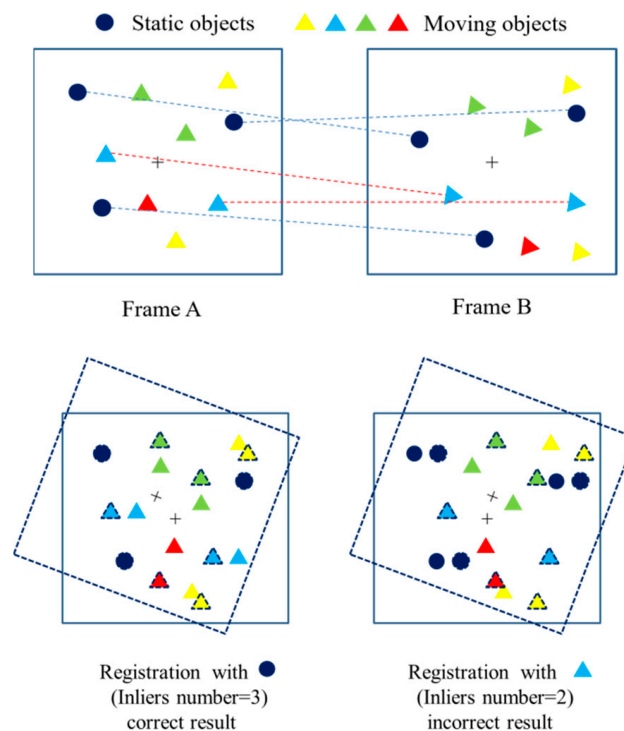 Static objects
Moving objects
Frame A
Frame B
Registration with
(Inliers number=3)
correct result
Registration with
(Inliers number=2)
incorrect result